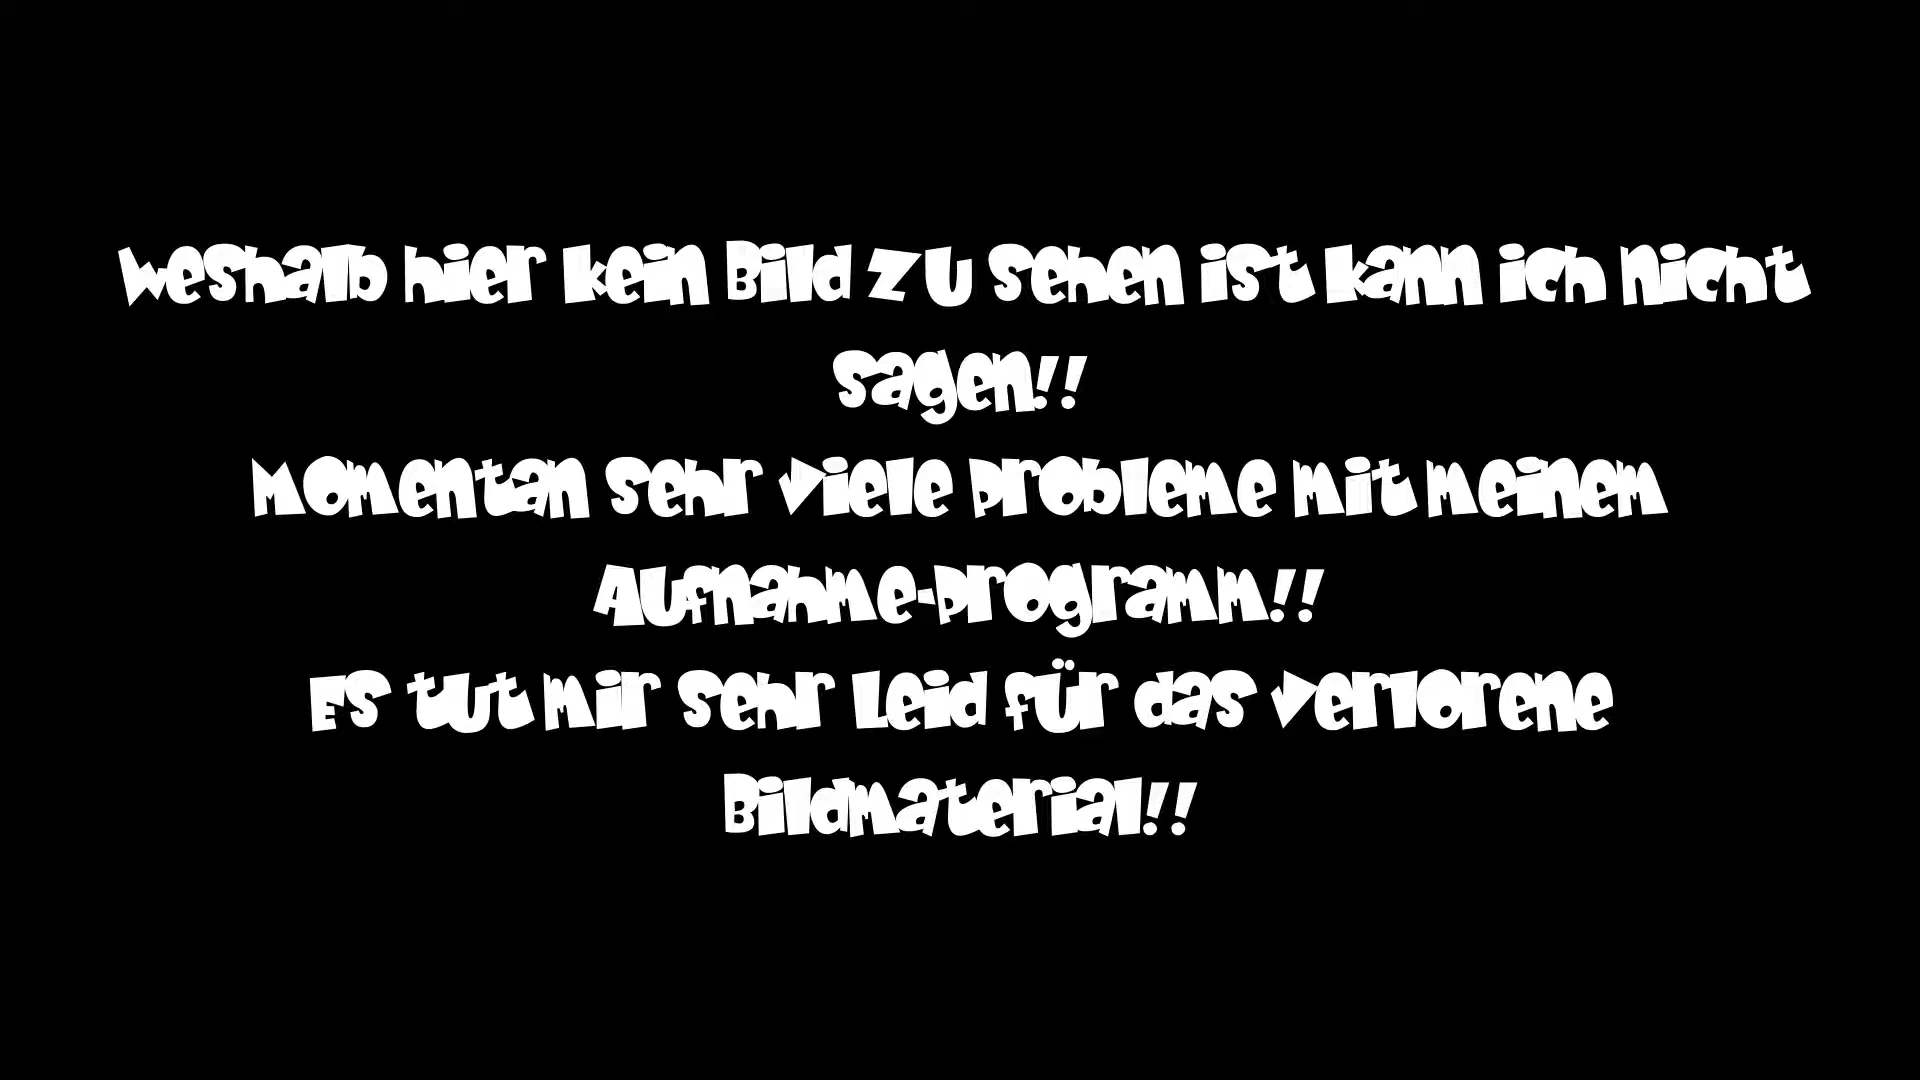 Weshalb hier kein Bild zu sehen ist kann ich nicht
sagen!!
Momentan sehr viele Probleme mit meinem
Aufnahme-Programm!!
Es tut mir sehr Leid für das verlorene
Bildmaterial!!